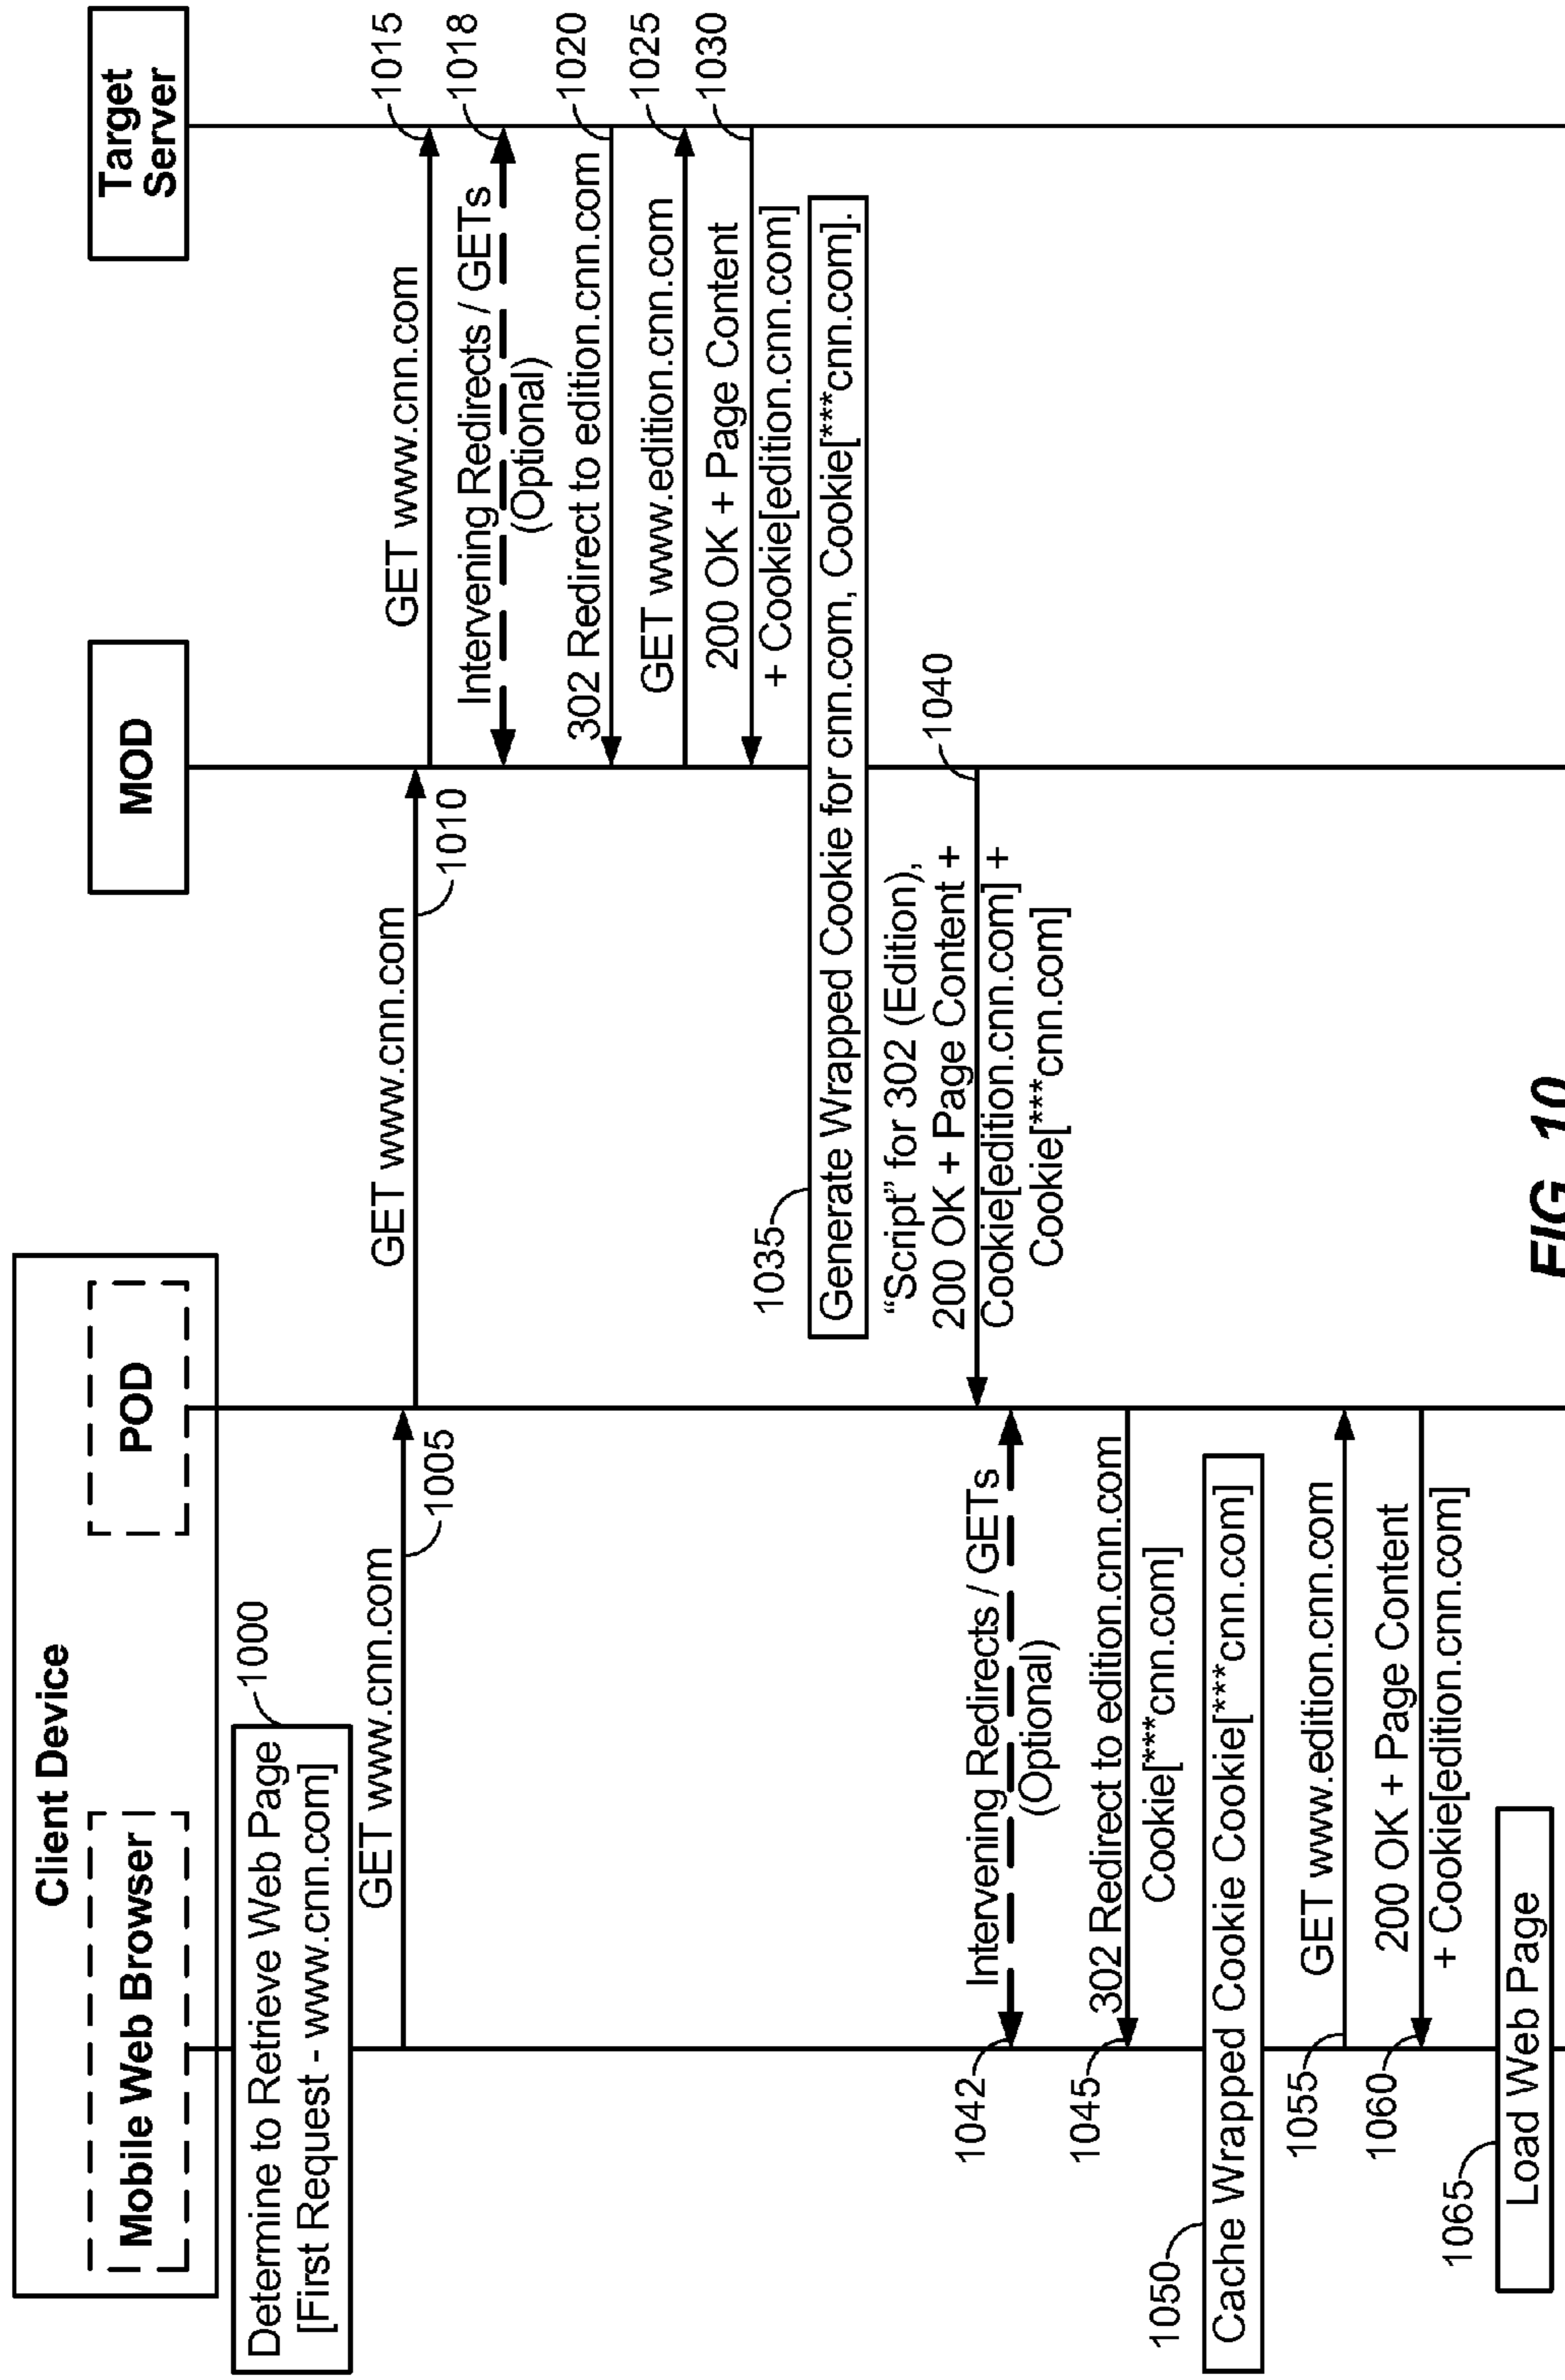 Client Device
Mobile Web Browser
POD
MOD
Target
Server
Determine to Retrieve Web Page
[First Request - www.cnn.com]
1000
GET www.cnn.com
1005
GET www.cnn.com
1010
GET www.cnn.com
1015
Intervening Redirects / GETs
(Optional)
1018
302 Redirect to edition.cnn.com
1020
GET www.edition.cnn.com
1025
200 OK + Page Content
+ Cookie[edition.cnn.com]
1030
1035
Generate Wrapped Cookie for cnn.com, Cookie[***cnn.com].
“Script” for 302 (Edition),
200 OK + Page Content +
Cookie[edition.cnn.com] +
Cookie[***cnn.com]
1040
Intervening Redirects / GETs
(Optional)
1042
302 Redirect to edition.cnn.com
Cookie[***cnn.com]
1045
1050
Cache Wrapped Cookie Cookie[***cnn.com]
GET www.edition.cnn.com
1055
200 OK + Page Content
+ Cookie[edition.cnn.com]
1060
1065
Load Web Page
FIG. 10